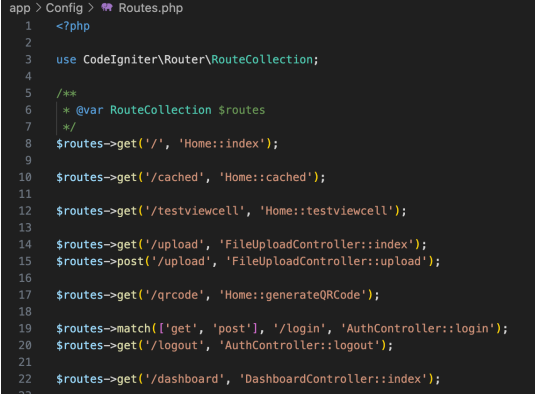 app > Config > Routes.php
1 <?php
2
3 use CodeIgniter\Router\RouteCollection;
4
5 /**
6 * @var RouteCollection $routes
7 */
8 $routes->get('/', 'Home::index');
9
10 $routes->get('/cached', 'Home::cached');
11
12 $routes->get('/testviewcell', 'Home::testviewcell');
13
14 $routes->get('/upload', 'FileUploadController::index');
15 $routes->post('/upload', 'FileUploadController::upload');
16
17 $routes->get('/qrcode', 'Home::generateQRCode');
18
19 $routes->match(['get', 'post'], '/login', 'AuthController::login');
20 $routes->get('/logout', 'AuthController::logout');
21
22 $routes->get('/dashboard', 'DashboardController::index');